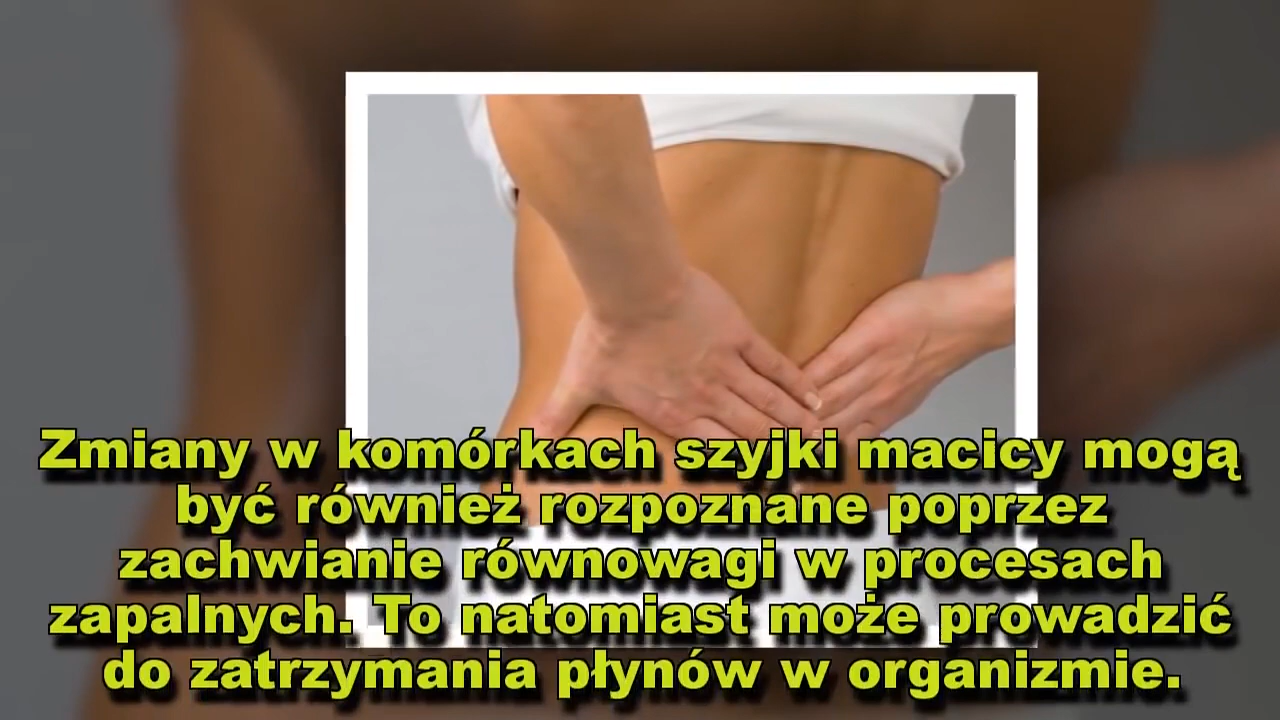 Zmiany w komórkach szyjki macicy mogą
być również rozpoznane poprzez
zachwianie równowagi w procesach
zapalnych. To natomiast może prowadzić
do zatrzymania płynów w organizmie.